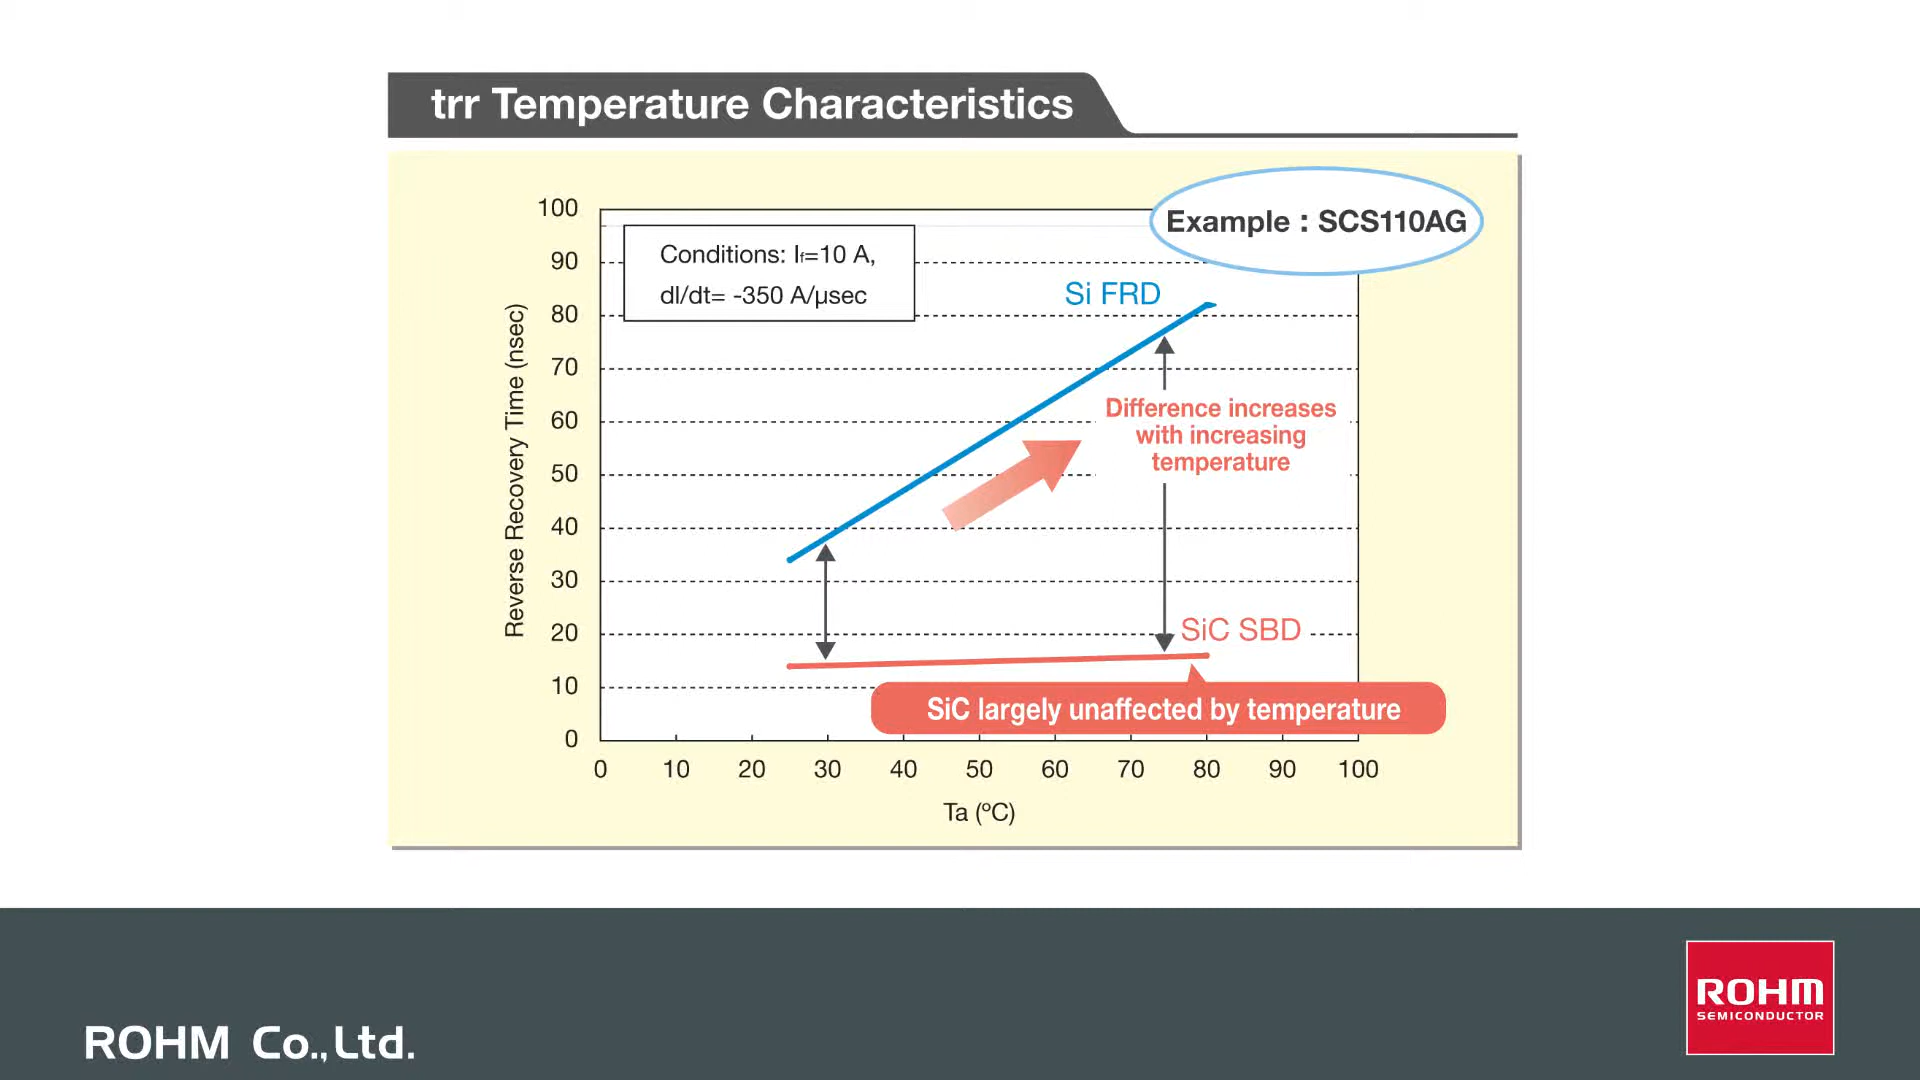 trr Temperature Characteristics
Example : SCS110AG
Conditions: If=10 A,
dI/dt= -350 A/µsec
Si FRD
Difference increases
with increasing
temperature
SiC SBD
SiC largely unaffected by temperature
Reverse Recovery Time (nsec)
100
90
80
70
60
50
40
30
20
10
0
0 10 20 30 40 50 60 70 80 90 100
Ta (ºC)
ROHM Co.,Ltd.
ROHM
SEMICONDUCTOR